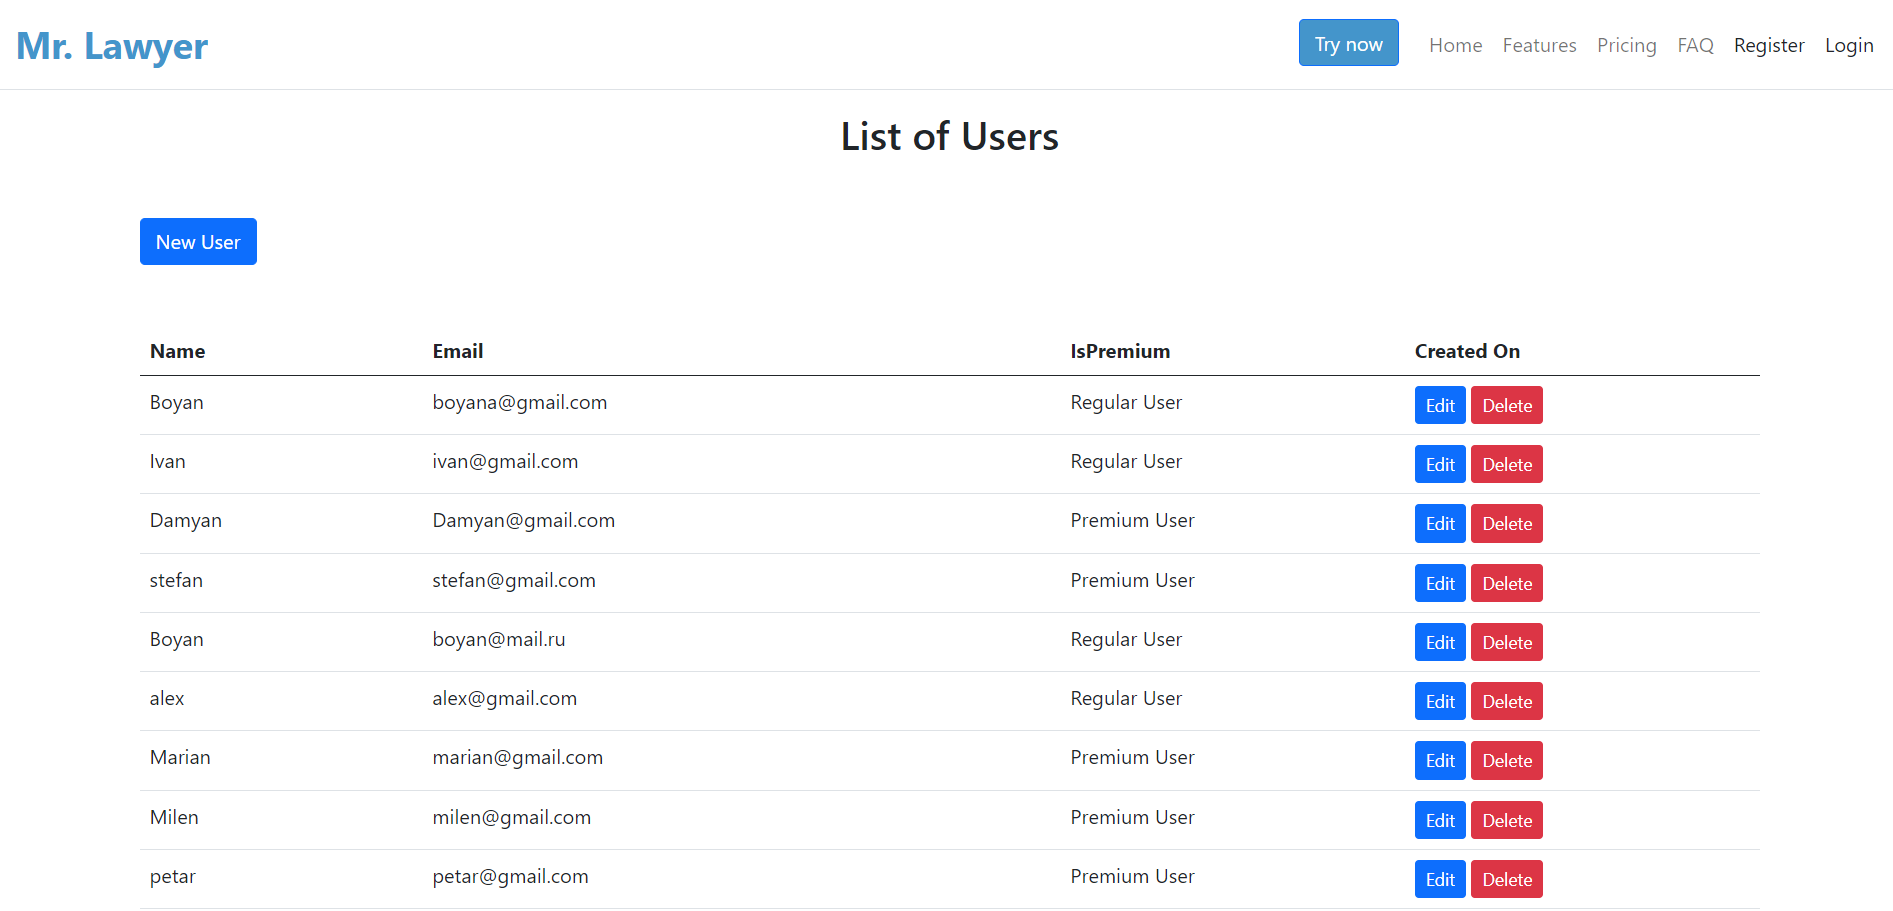 Mr. Lawyer Try now Home Features Pricing FAQ Register Login
List of Users
New User
Name Email IsPremium Created On
Boyan boyana@gmail.com Regular User Edit Delete
Ivan ivan@gmail.com Regular User Edit Delete
Damyan Damyan@gmail.com Premium User Edit Delete
stefan stefan@gmail.com Premium User Edit Delete
Boyan boyan@mail.ru Regular User Edit Delete
alex alex@gmail.com Regular User Edit Delete
Marian marian@gmail.com Premium User Edit Delete
Milen milen@gmail.com Premium User Edit Delete
petar petar@gmail.com Premium User Edit Delete